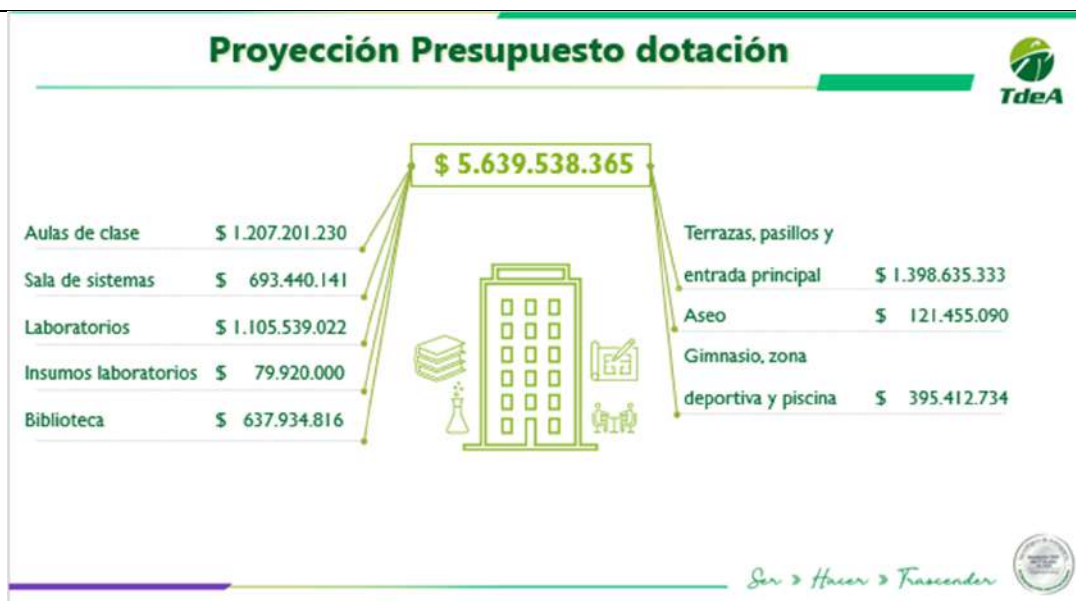 Proyección Presupuesto dotación
TdeA
$ 5.639.538.365
Aulas de clase $ 1.207.201.230
Sala de sistemas $ 693.440.141
Laboratorios $ 1.105.539.022
Insumos laboratorios $ 79.920.000
Biblioteca $ 637.934.816
Terrazas, pasillos y
entrada principal $ 1.398.635.333
Aseo $ 121.455.090
Gimnasio, zona
deportiva y piscina $ 395.412.734
Ser » Hacer » Trascender